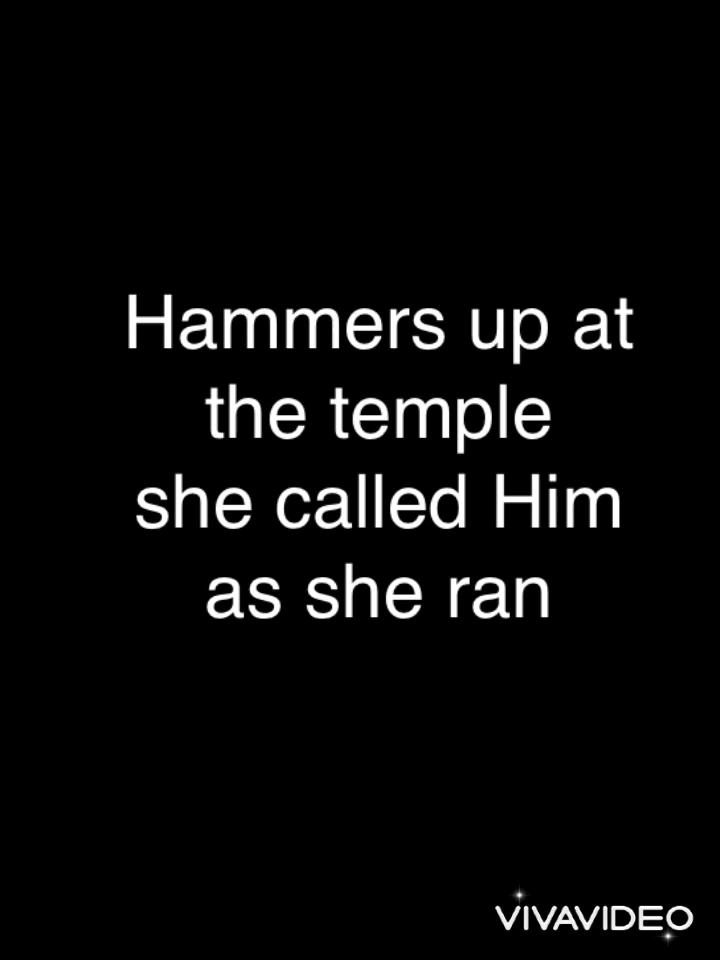 Hammers up at
the temple
she called Him
as she ran
VIVAVIDEO